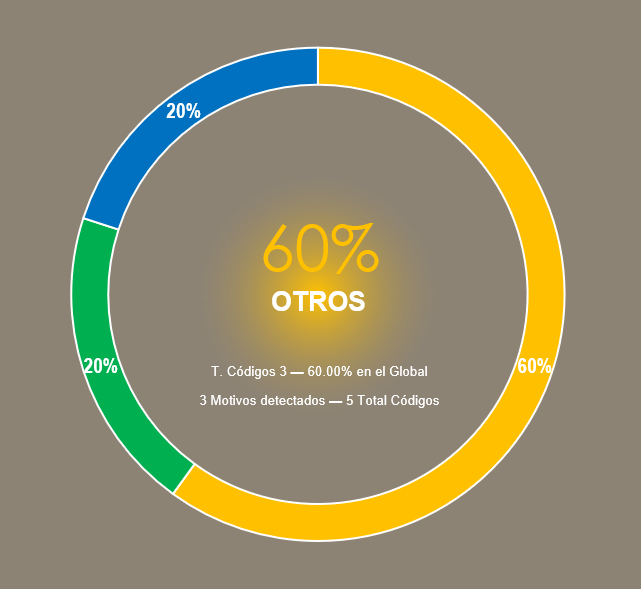 20%
60%
OTROS
20%
60%
T. Códigos 3 — 60.00% en el Global
3 Motivos detectados — 5 Total Códigos